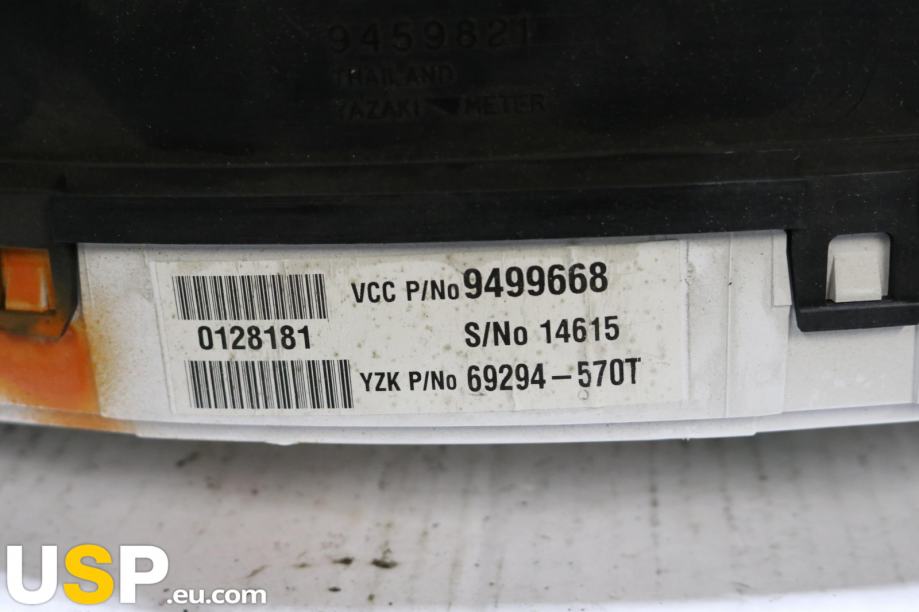 9459821
THAILAND
YAZAKI METER
VCC P/No 9499668
0128181
S/No 14615
YZK P/No 69294-570T
USP.eu.com